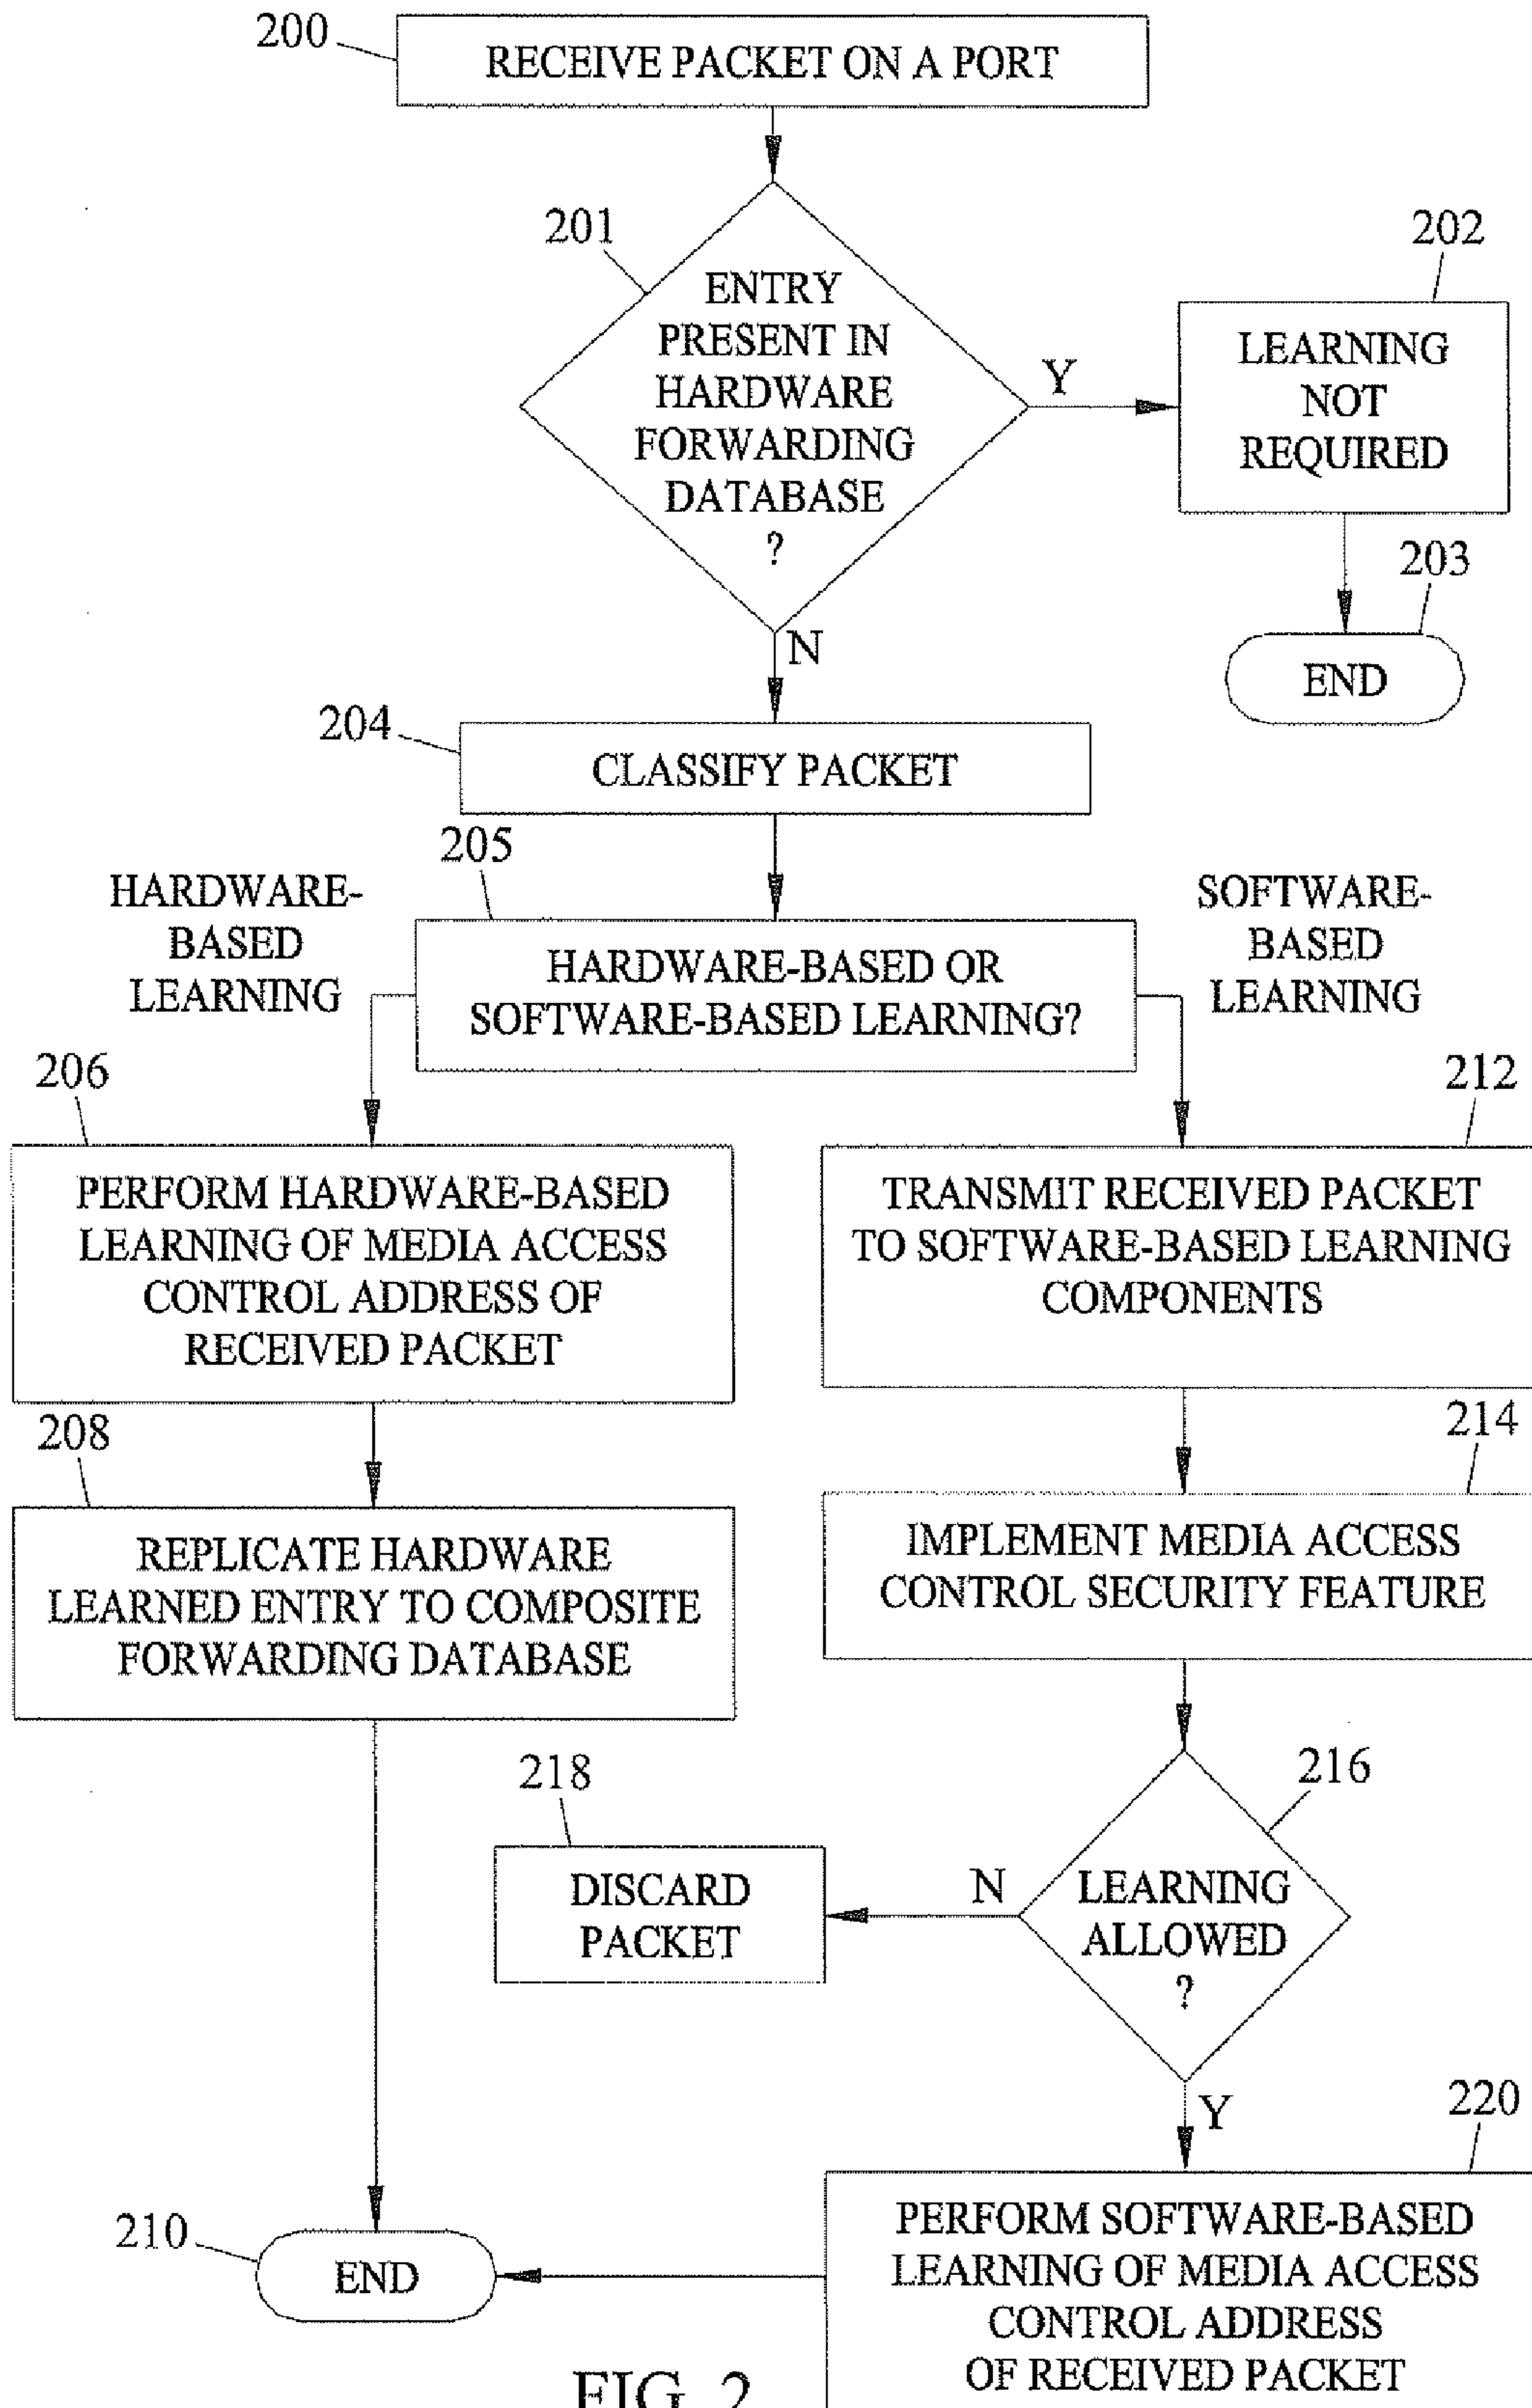 200
RECEIVE PACKET ON A PORT
201
ENTRY
PRESENT IN
HARDWARE
FORWARDING
DATABASE
?
Y
202
LEARNING
NOT
REQUIRED
203
END
N
204
CLASSIFY PACKET
205
HARDWARE-BASED OR
SOFTWARE-BASED LEARNING?
HARDWARE-
BASED
LEARNING
SOFTWARE-
BASED
LEARNING
206
PERFORM HARDWARE-BASED
LEARNING OF MEDIA ACCESS
CONTROL ADDRESS OF
RECEIVED PACKET
212
TRANSMIT RECEIVED PACKET
TO SOFTWARE-BASED LEARNING
COMPONENTS
208
REPLICATE HARDWARE
LEARNED ENTRY TO COMPOSITE
FORWARDING DATABASE
214
IMPLEMENT MEDIA ACCESS
CONTROL SECURITY FEATURE
216
LEARNING
ALLOWED
?
N
218
DISCARD
PACKET
Y
220
PERFORM SOFTWARE-BASED
LEARNING OF MEDIA ACCESS
CONTROL ADDRESS
OF RECEIVED PACKET
210
END
FIG. 2